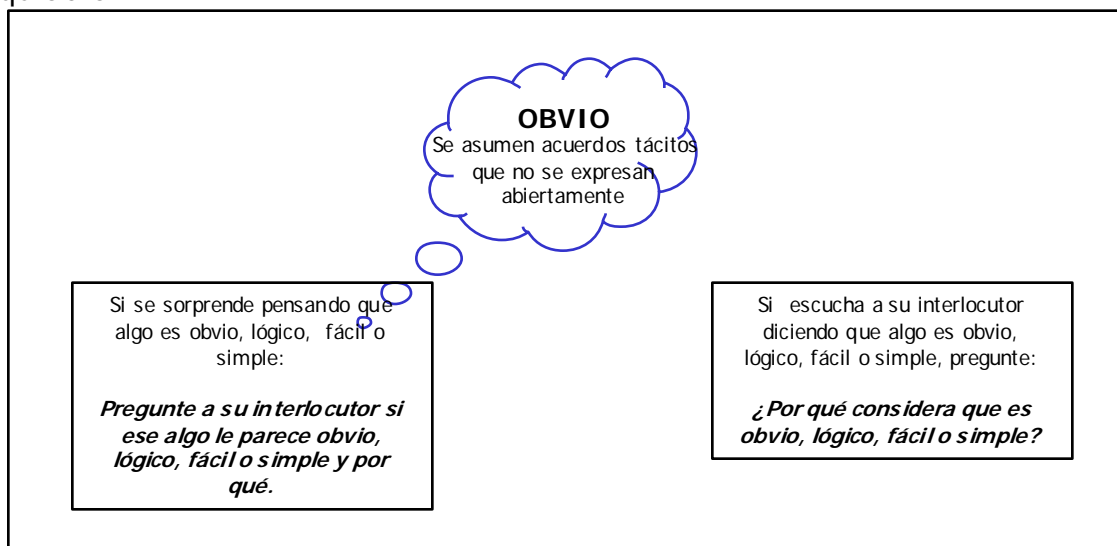 OBVIO
Se asumen acuerdos tácitos
que no se expresan
abiertamente
Si se sorprende pensando que
algo es obvio, lógico, fácil o
simple:
Pregunte a su interlocutor si
ese algo le parece obvio,
lógico, fácil o simple y por
qué.
Si escucha a su interlocutor
diciendo que algo es obvio,
lógico, fácil o simple, pregunte:
¿Por qué considera que es
obvio, lógico, fácil o simple?